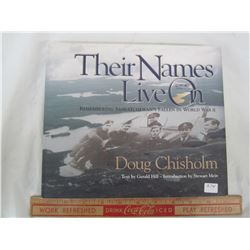 Their Names
Live On
REMEMBERING SASKATCHEWAN'S FALLEN IN WORLD WAR II
Doug Chisholm
Text by Gerald Hill - Introduction by Stewart Mein
WORK REFRESHED DRINK Coca-Cola ICED PLAY REFRESHED